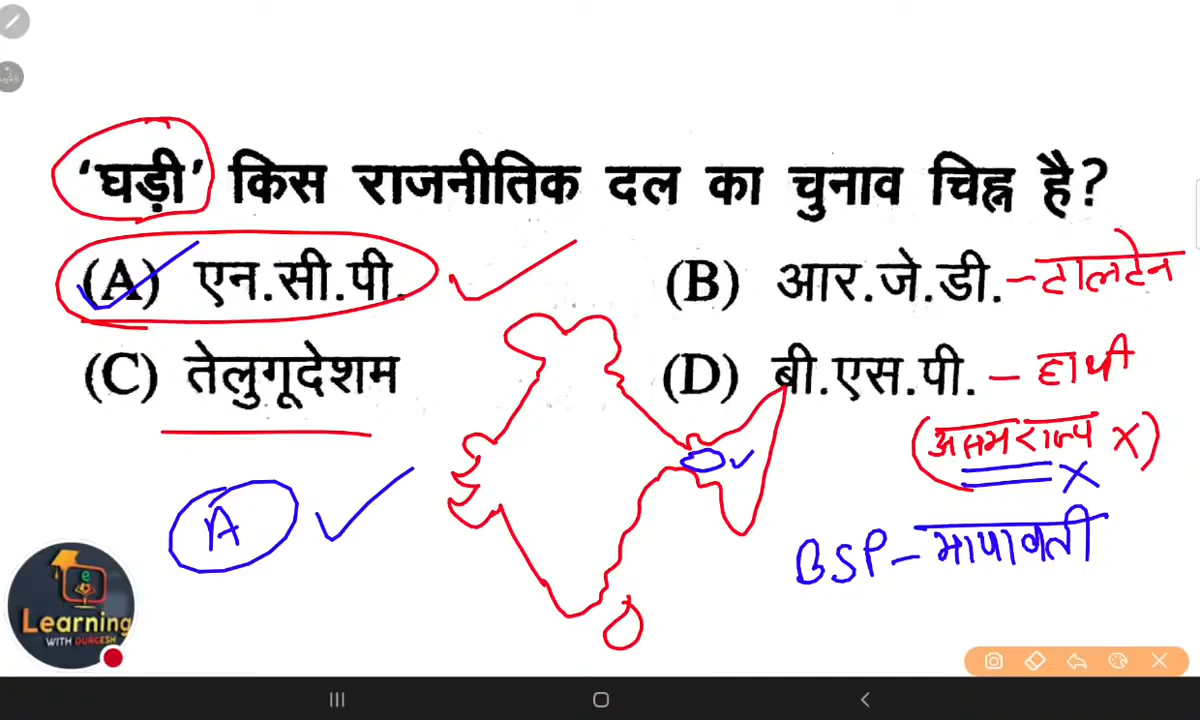 ‘घड़ी’ किस राजनीतिक दल का चुनाव चिह्न है?
(A) एन.सी.पी. (B) आर.जे.डी. – टालटेन
(C) तेलुगूदेशम (D) बी.एस.पी. – हाथी
(असमराज्य X)
X
A
BSP – मायावती
e
Learning
WITH DURGESH